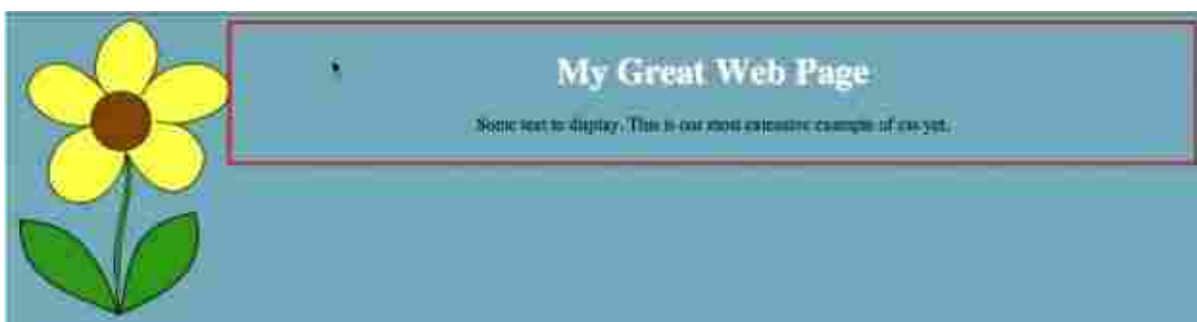 My Great Web Page
Some text to display. This is our most extensive example of css yet.